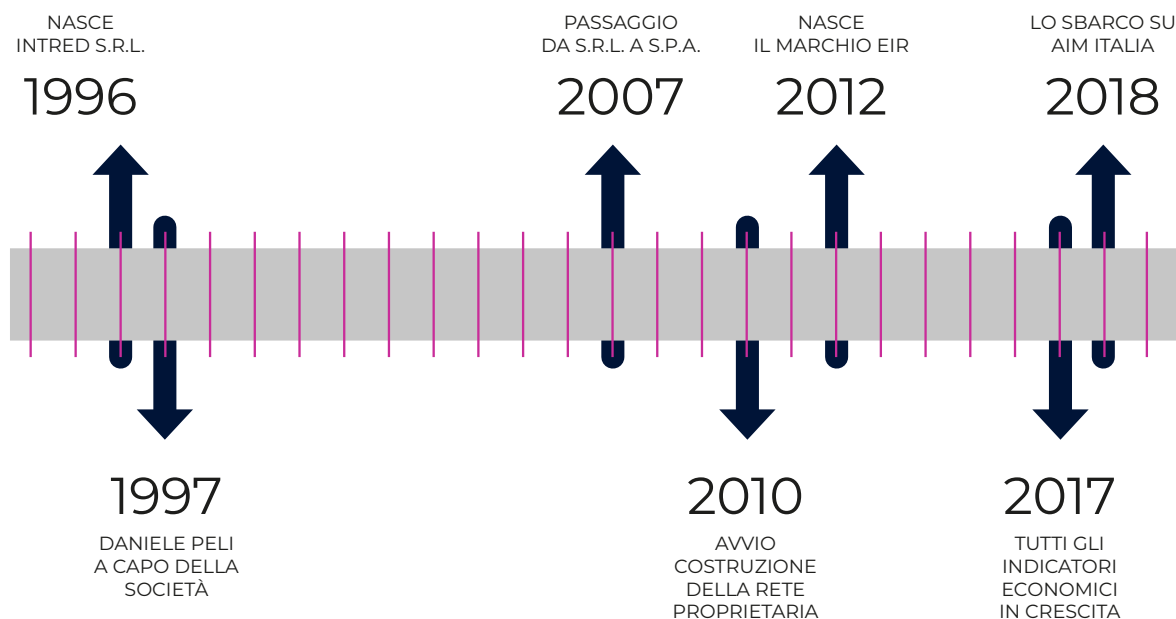 NASCE
INTRED S.R.L.
1996
PASSAGGIO
DA S.R.L. A S.P.A.
2007
NASCE
IL MARCHIO EIR
2012
LO SBARCO SU
AIM ITALIA
2018
1997
DANIELE PELI
A CAPO DELLA
SOCIETÀ
2010
AVVIO
COSTRUZIONE
DELLA RETE
PROPRIETARIA
2017
TUTTI GLI
INDICATORI
ECONOMICI
IN CRESCITA